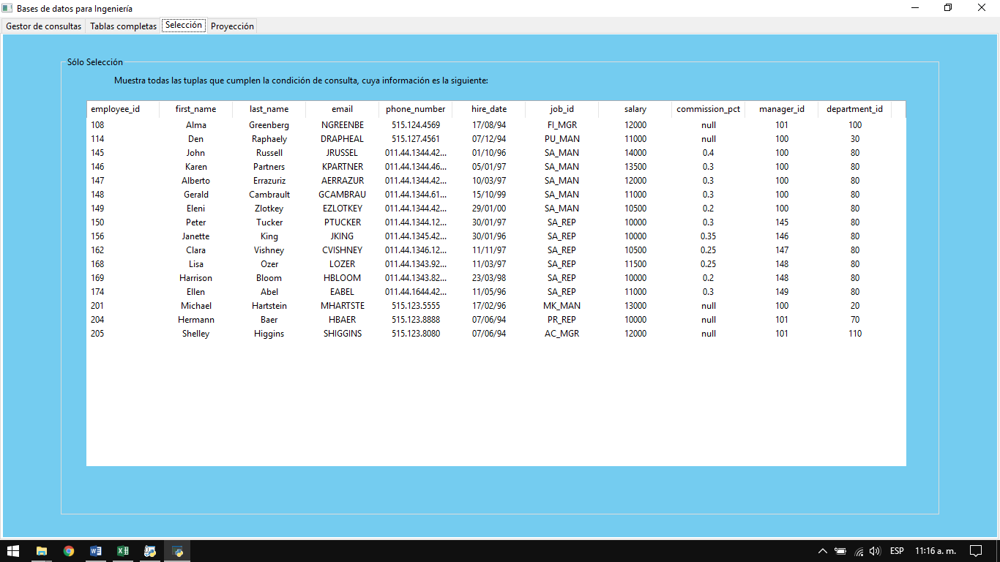 Bases de datos para Ingeniería
Gestor de consultas Tablas completas Selección Proyección
Sólo Selección
Muestra todas las tuplas que cumplen la condición de consulta, cuya información es la siguiente:
employee_id first_name last_name email phone_number hire_date job_id salary commission_pct manager_id department_id
108 Alma Greenberg NGREENBE 515.124.4569 17/08/94 FI_MGR 12000 null 101 100
114 Den Raphaely DRAPHEAL 515.127.4561 07/12/94 PU_MAN 11000 null 100 30
145 John Russell JRUSSEL 011.44.1344.42... 01/10/96 SA_MAN 14000 0.4 100 80
146 Karen Partners KPARTNER 011.44.1344.46... 05/01/97 SA_MAN 13500 0.3 100 80
147 Alberto Errazuriz AERRAZUR 011.44.1344.42... 10/03/97 SA_MAN 12000 0.3 100 80
148 Gerald Cambrault GCAMBRAU 011.44.1344.61... 15/10/99 SA_MAN 11000 0.3 100 80
149 Eleni Zlotkey EZLOTKEY 011.44.1344.42... 29/01/00 SA_MAN 10500 0.2 100 80
150 Peter Tucker PTUCKER 011.44.1344.12... 30/01/97 SA_REP 10000 0.3 145 80
156 Janette King JKING 011.44.1345.42... 30/01/96 SA_REP 10000 0.35 146 80
162 Clara Vishney CVISHNEY 011.44.1346.12... 11/11/97 SA_REP 10500 0.25 147 80
168 Lisa Ozer LOZER 011.44.1343.92... 11/03/97 SA_REP 11500 0.25 148 80
169 Harrison Bloom HBLOOM 011.44.1343.82... 23/03/98 SA_REP 10000 0.2 148 80
174 Ellen Abel EABEL 011.44.1644.42... 11/05/96 SA_REP 11000 0.3 149 80
201 Michael Hartstein MHARTSTE 515.123.5555 17/02/96 MK_MAN 13000 null 100 20
204 Hermann Baer HBAER 515.123.8888 07/06/94 PR_REP 10000 null 101 70
205 Shelley Higgins SHIGGINS 515.123.8080 07/06/94 AC_MGR 12000 null 101 110
ESP 11:16 a. m.